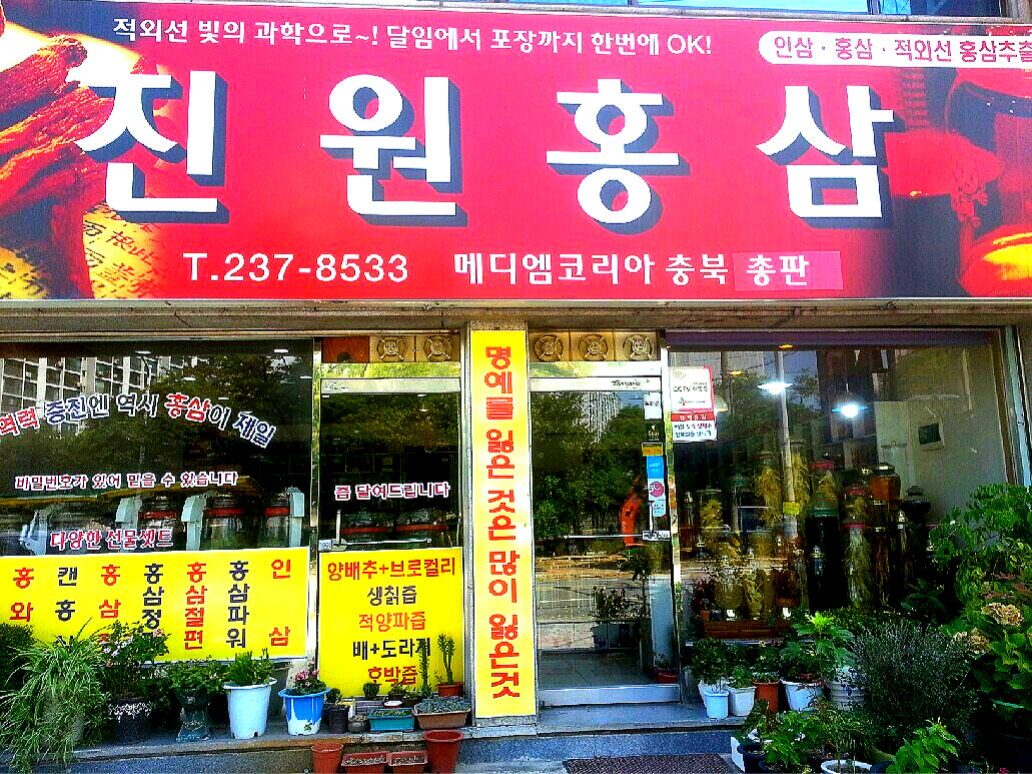 적외선 빛의 과학으로~! 달임에서 포장까지 한번에 OK!
인삼 · 홍삼 · 적외선 홍삼추출
진원홍삼
T.237-8533 메디엠코리아 충북 총판
역력 증진엔 역시 홍삼이 제일
비밀번호가 있어 믿을 수 있습니다
다양한 선물셋트
즙 달여드립니다
명예를 잃은 것은 많이 잃은것
홍 캔 홍 홍 홍 홍 인
와 홍 삼 삼 삼 삼 삼
정 절 파
편 워
양배추+브로컬리
생칡즙
적양파즙
배+도라지
호박즙